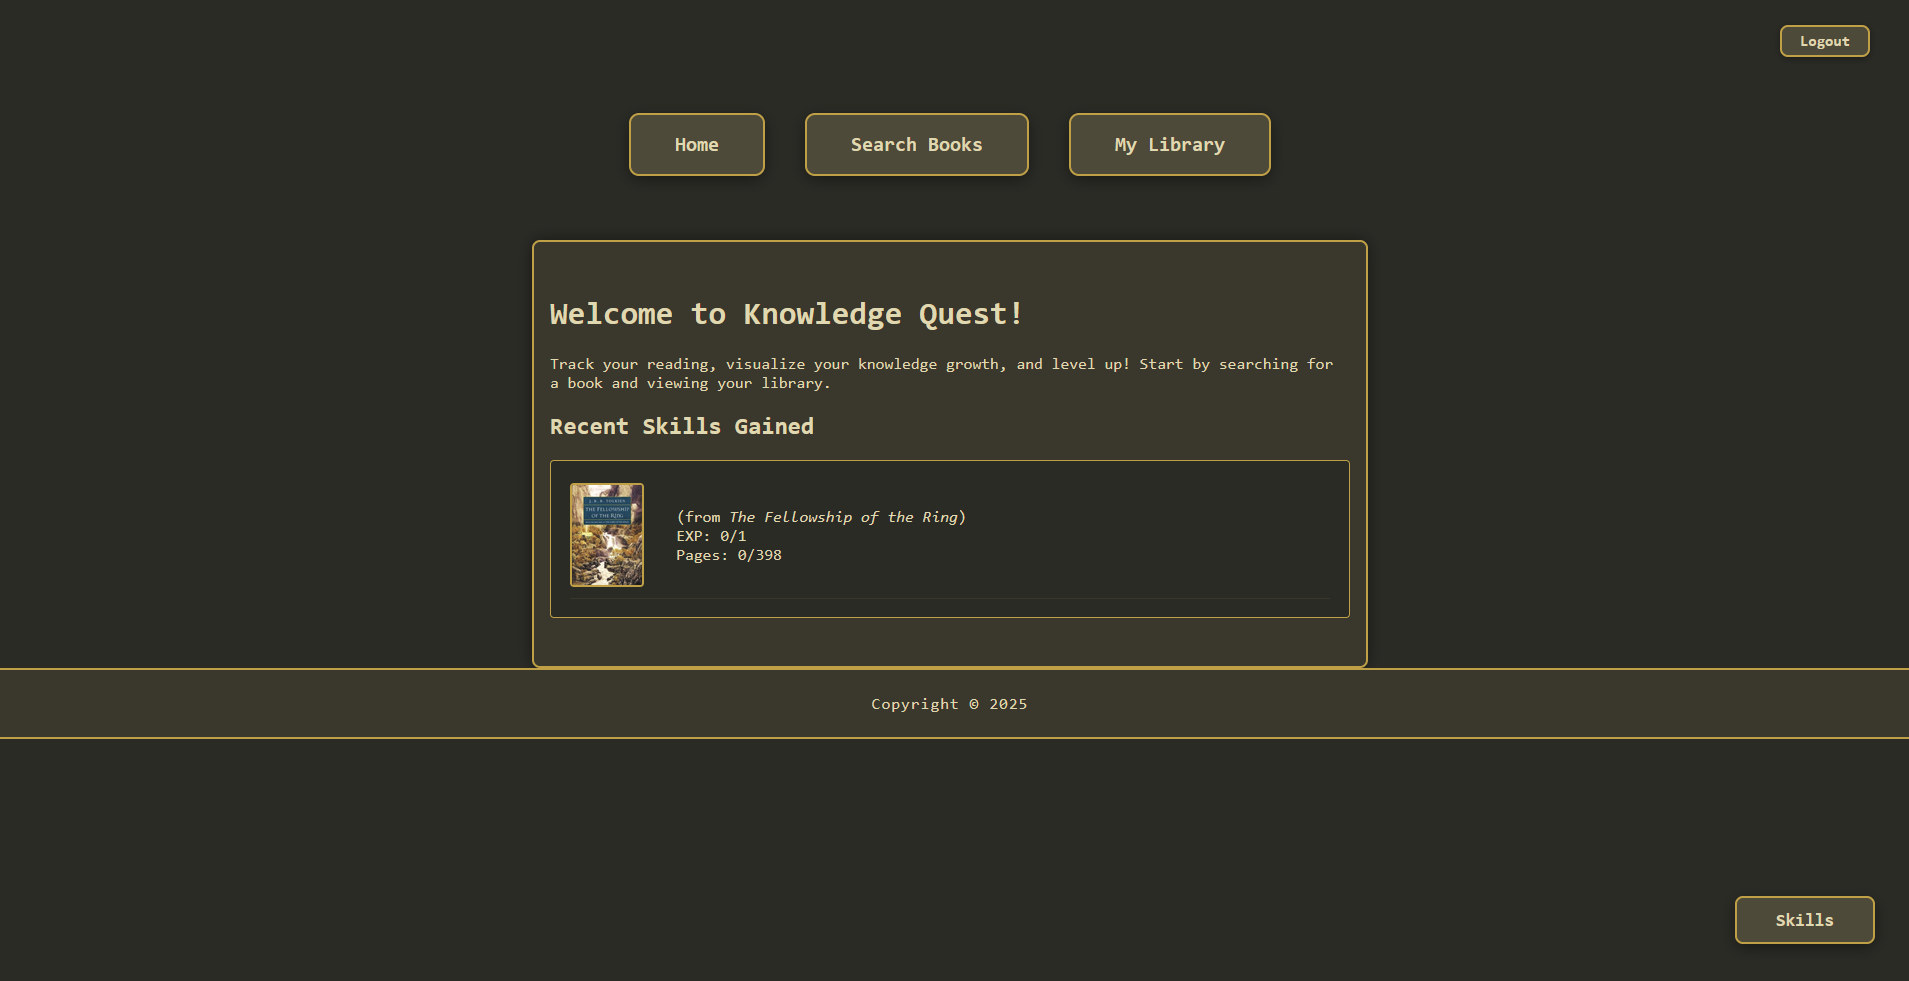 Logout
Home
Search Books
My Library
Welcome to Knowledge Quest!
Track your reading, visualize your knowledge growth, and level up! Start by searching for
a book and viewing your library.
Recent Skills Gained
J. R. R. TOLKIEN
THE FELLOWSHIP
OF THE RING
(from The Fellowship of the Ring)
EXP: 0/1
Pages: 0/398
Copyright © 2025
Skills